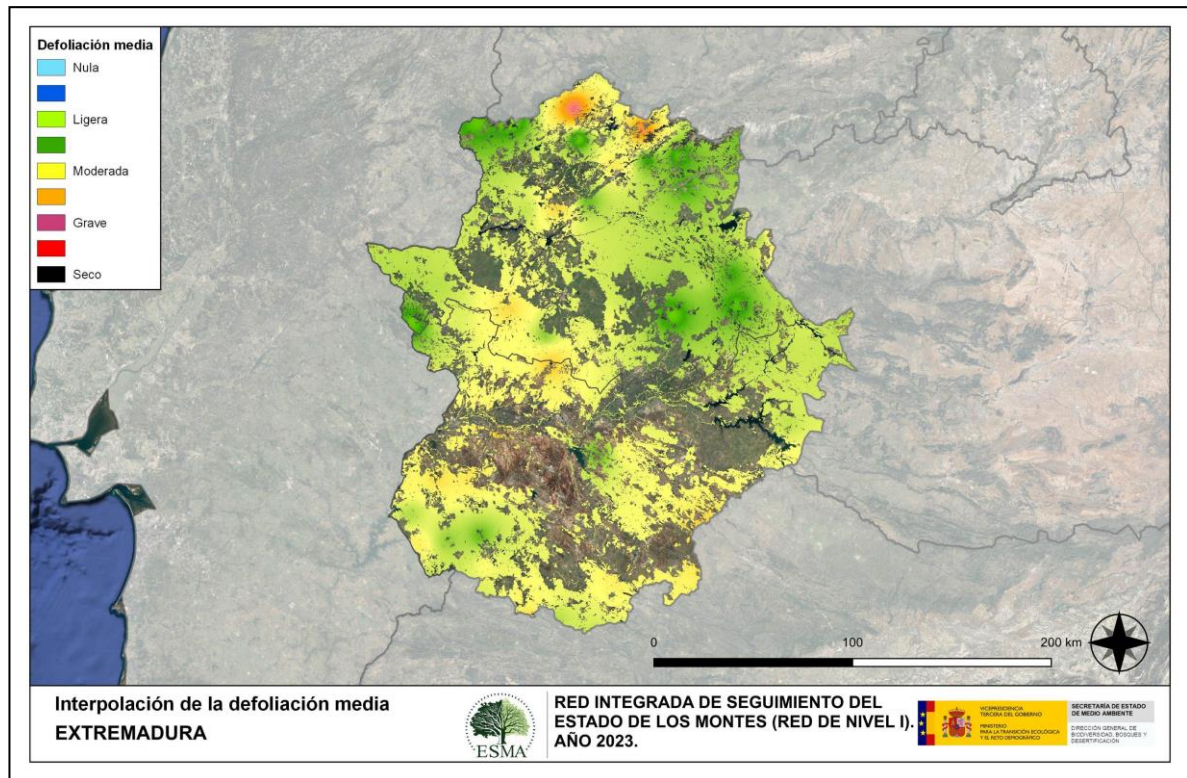 Defoliación media
Nula
Ligera
Moderada
Grave
Seco
0 100 200 km
Interpolación de la defoliación media
EXTREMADURA
ESMA
RED INTEGRADA DE SEGUIMIENTO DEL
ESTADO DE LOS MONTES (RED DE NIVEL I).
AÑO 2023.
VICEPRESIDENCIA
TERCERA DEL GOBIERNO
MINISTERIO
PARA LA TRANSICIÓN ECOLÓGICA
Y EL RETO DEMOGRÁFICO
SECRETARÍA DE ESTADO
DE MEDIO AMBIENTE
DIRECCIÓN GENERAL DE
BIODIVERSIDAD, BOSQUES Y
DESERTIFICACIÓN